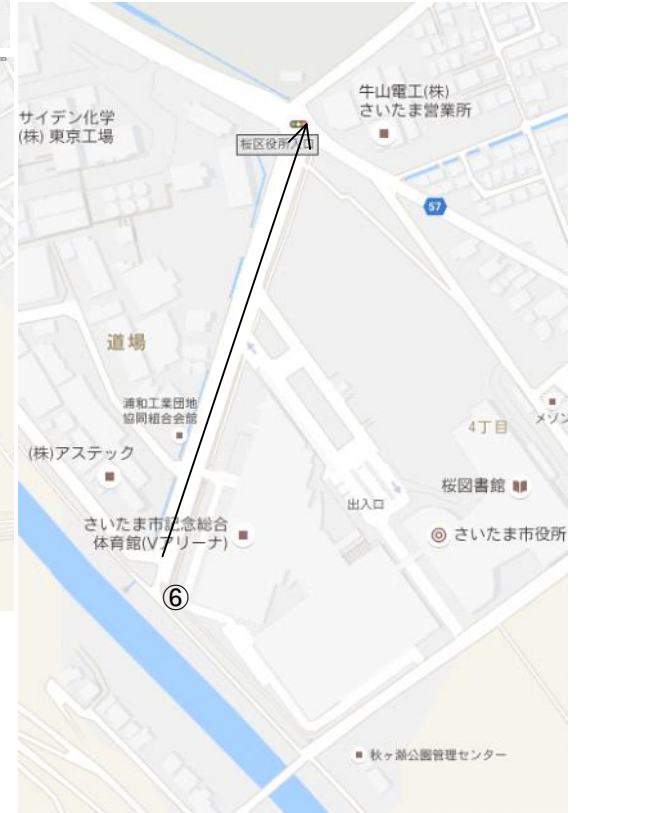 牛山電工(株)
さいたま営業所
サイデン化学
(株) 東京工場
桜区役所入口
57
道場
浦和工業団地
協同組合会館
4丁目
メゾン
(株)アステック
桜図書館
出入口
さいたま市記念総合
体育館(Vアリーナ)
さいたま市役所
⑥
秋ヶ瀬公園管理センター